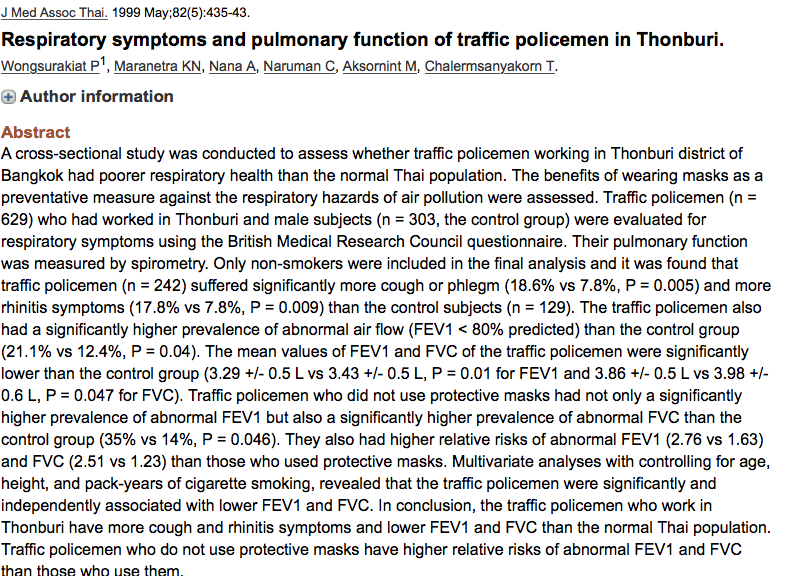 J Med Assoc Thai. 1999 May;82(5):435-43.
Respiratory symptoms and pulmonary function of traffic policemen in Thonburi.
Wongsurakiat P1, Maranetra KN, Nana A, Naruman C, Aksornint M, Chalermsanyakorn T.
Author information
Abstract
A cross-sectional study was conducted to assess whether traffic policemen working in Thonburi district of
Bangkok had poorer respiratory health than the normal Thai population. The benefits of wearing masks as a
preventative measure against the respiratory hazards of air pollution were assessed. Traffic policemen (n =
629) who had worked in Thonburi and male subjects (n = 303, the control group) were evaluated for
respiratory symptoms using the British Medical Research Council questionnaire. Their pulmonary function
was measured by spirometry. Only non-smokers were included in the final analysis and it was found that
traffic policemen (n = 242) suffered significantly more cough or phlegm (18.6% vs 7.8%, P = 0.005) and more
rhinitis symptoms (17.8% vs 7.8%, P = 0.009) than the control subjects (n = 129). The traffic policemen also
had a significantly higher prevalence of abnormal air flow (FEV1 < 80% predicted) than the control group
(21.1% vs 12.4%, P = 0.04). The mean values of FEV1 and FVC of the traffic policemen were significantly
lower than the control group (3.29 +/- 0.5 L vs 3.43 +/- 0.5 L, P = 0.01 for FEV1 and 3.86 +/- 0.5 L vs 3.98 +/-
0.6 L, P = 0.047 for FVC). Traffic policemen who did not use protective masks had not only a significantly
higher prevalence of abnormal FEV1 but also a significantly higher prevalence of abnormal FVC than the
control group (35% vs 14%, P = 0.046). They also had higher relative risks of abnormal FEV1 (2.76 vs 1.63)
and FVC (2.51 vs 1.23) than those who used protective masks. Multivariate analyses with controlling for age,
height, and pack-years of cigarette smoking, revealed that the traffic policemen were significantly and
independently associated with lower FEV1 and FVC. In conclusion, the traffic policemen who work in
Thonburi have more cough and rhinitis symptoms and lower FEV1 and FVC than the normal Thai population.
Traffic policemen who do not use protective masks have higher relative risks of abnormal FEV1 and FVC
than those who use them.